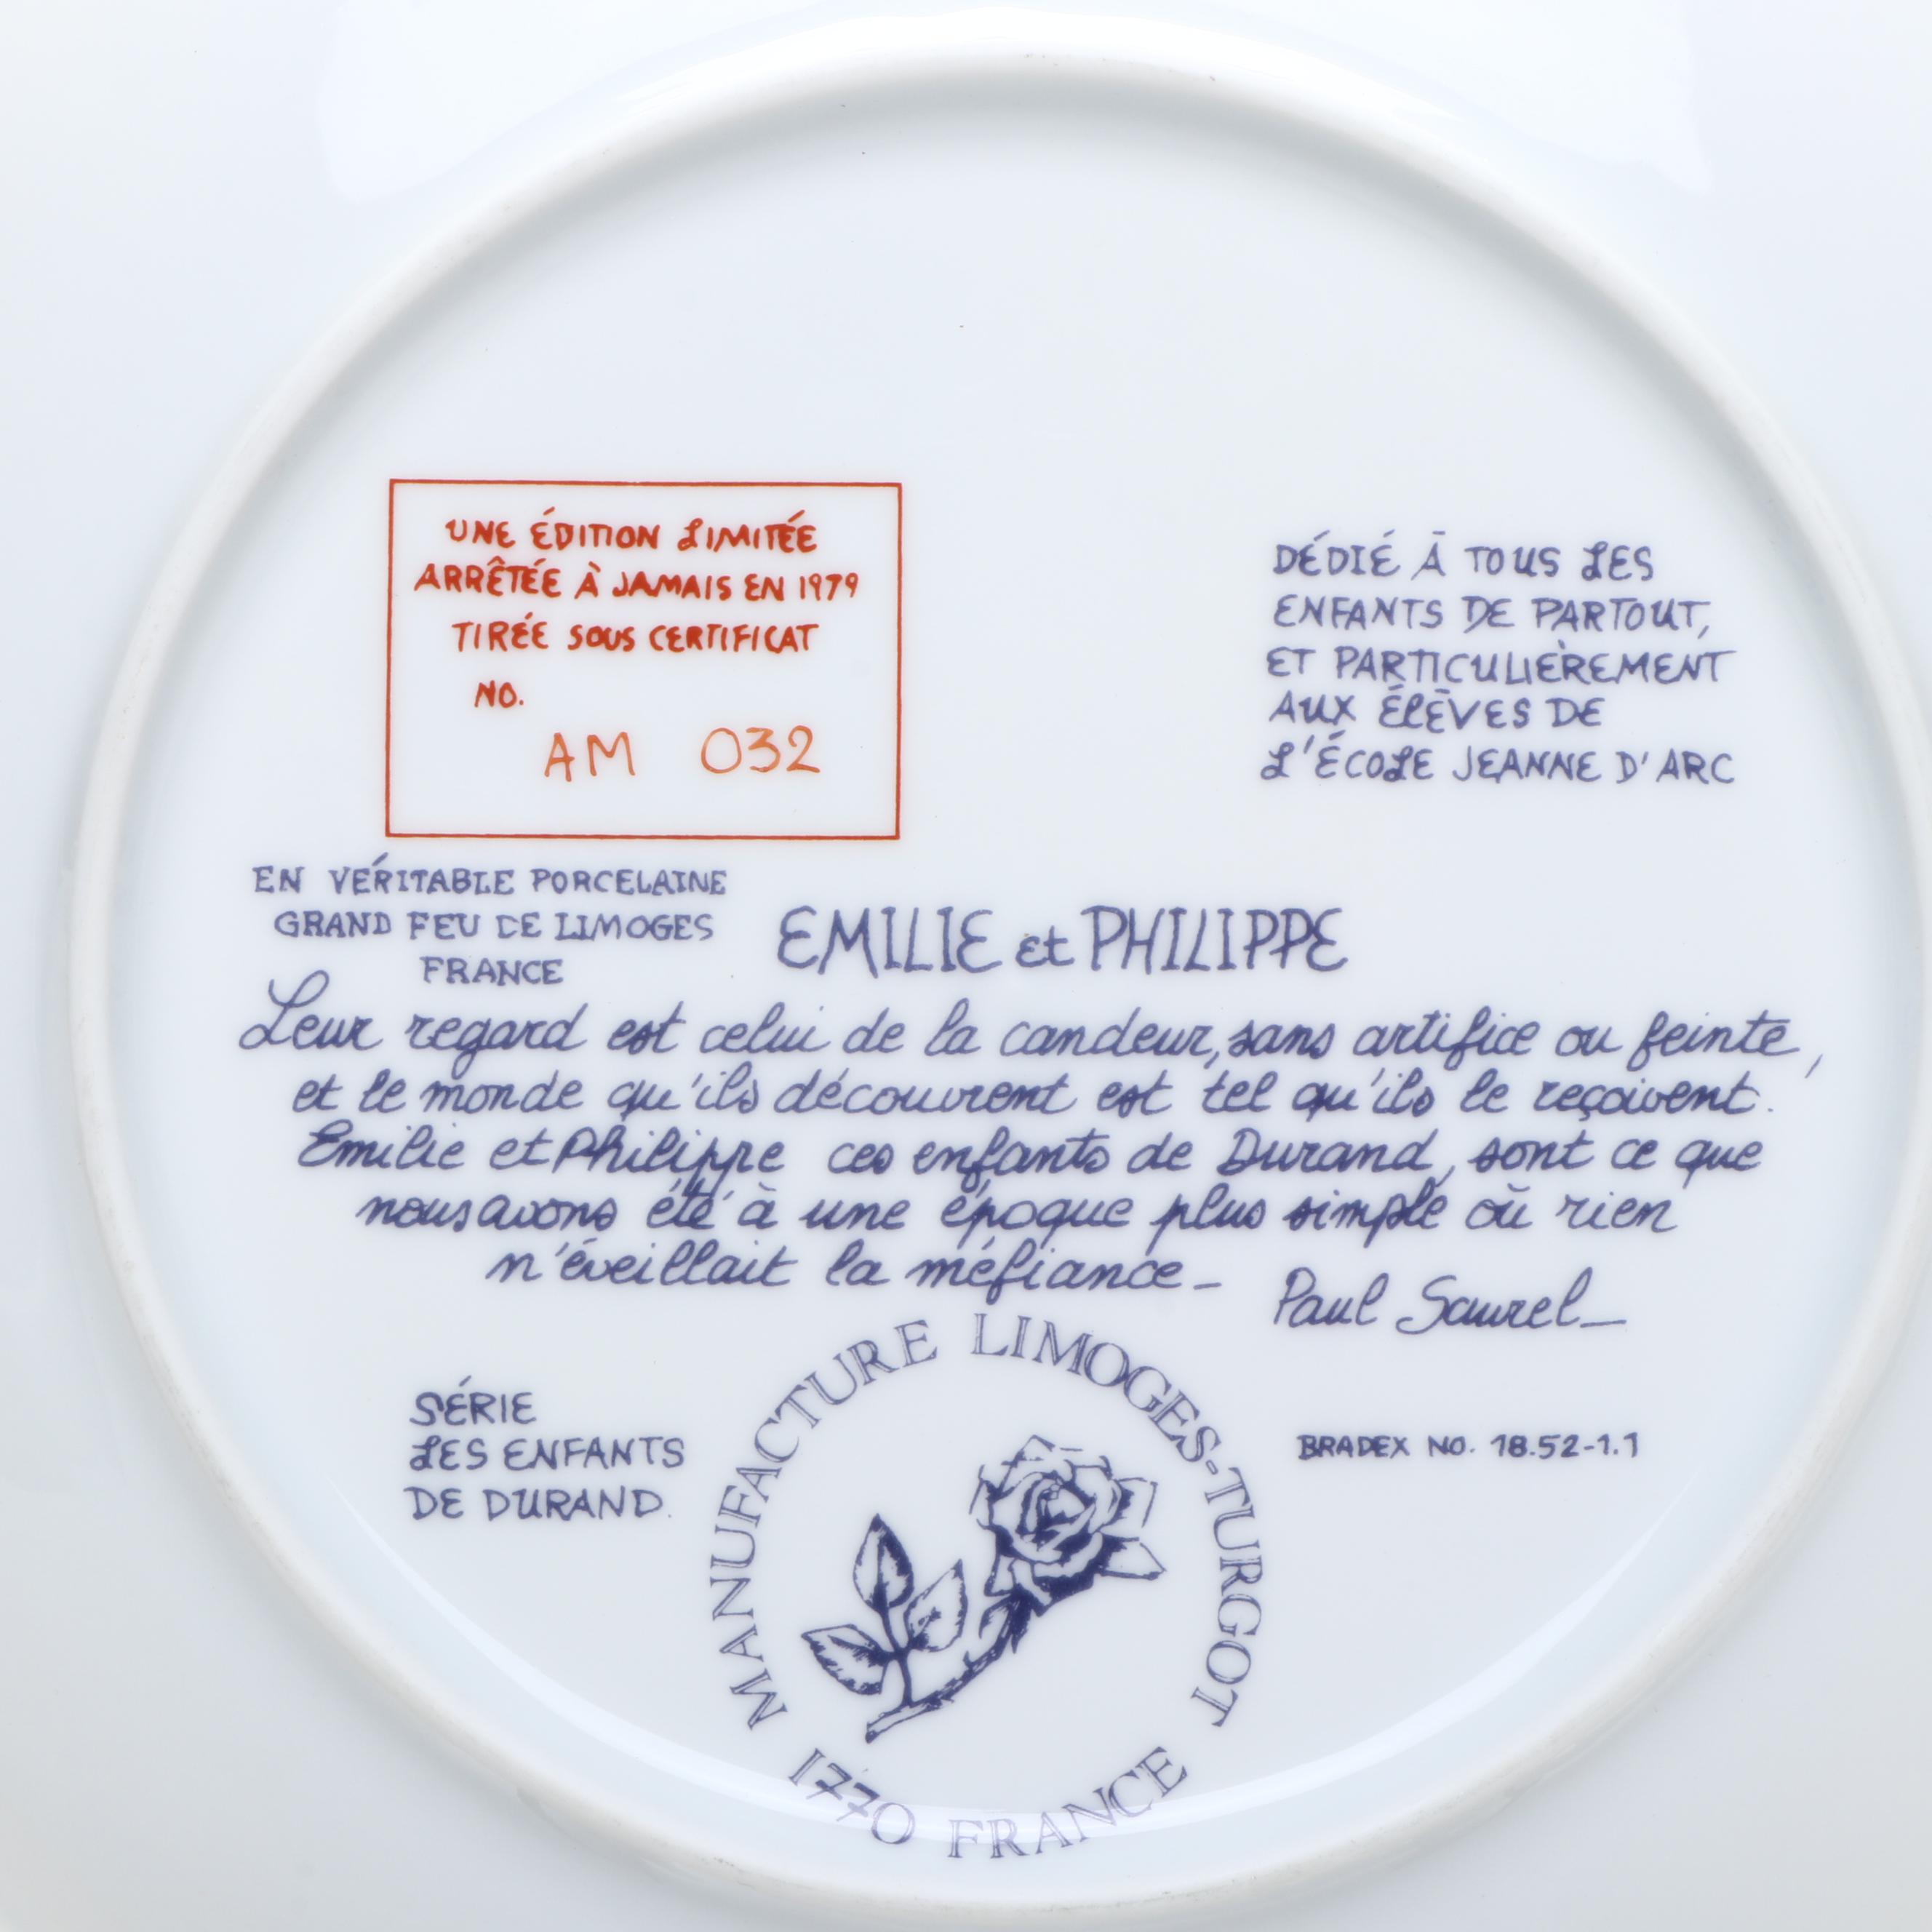 UNE ÉDITION LIMITÉE
ARRÊTÉE À JAMAIS EN 1979
TIRÉE SOUS CERTIFICAT
NO.
AM 032
DÉDIÉ À TOUS LES
ENFANTS DE PARTOUT,
ET PARTICULIÈREMENT
AUX ÉLÈVES DE
L'ÉCOLE JEANNE D'ARC
EN VÉRITABLE PORCELAINE
GRAND FEU DE LIMOGES
FRANCE
EMILIE et PHILIPPE
Leur regard est celui de la candeur, sans artifice ou feinte,
et le monde qu'ils découvrent est tel qu'ils le reçoivent.
Emilie et Philippe ces enfants de Durand, sont ce que
nous avons été à une époque plus simple où rien
n'éveillait la méfiance_
Paul Saurel_
SÉRIE
LES ENFANTS
DE DURAND.
MANUFACTURE LIMOGES-TURGOT
1770 FRANCE
BRADEX NO. 18.52-1.1